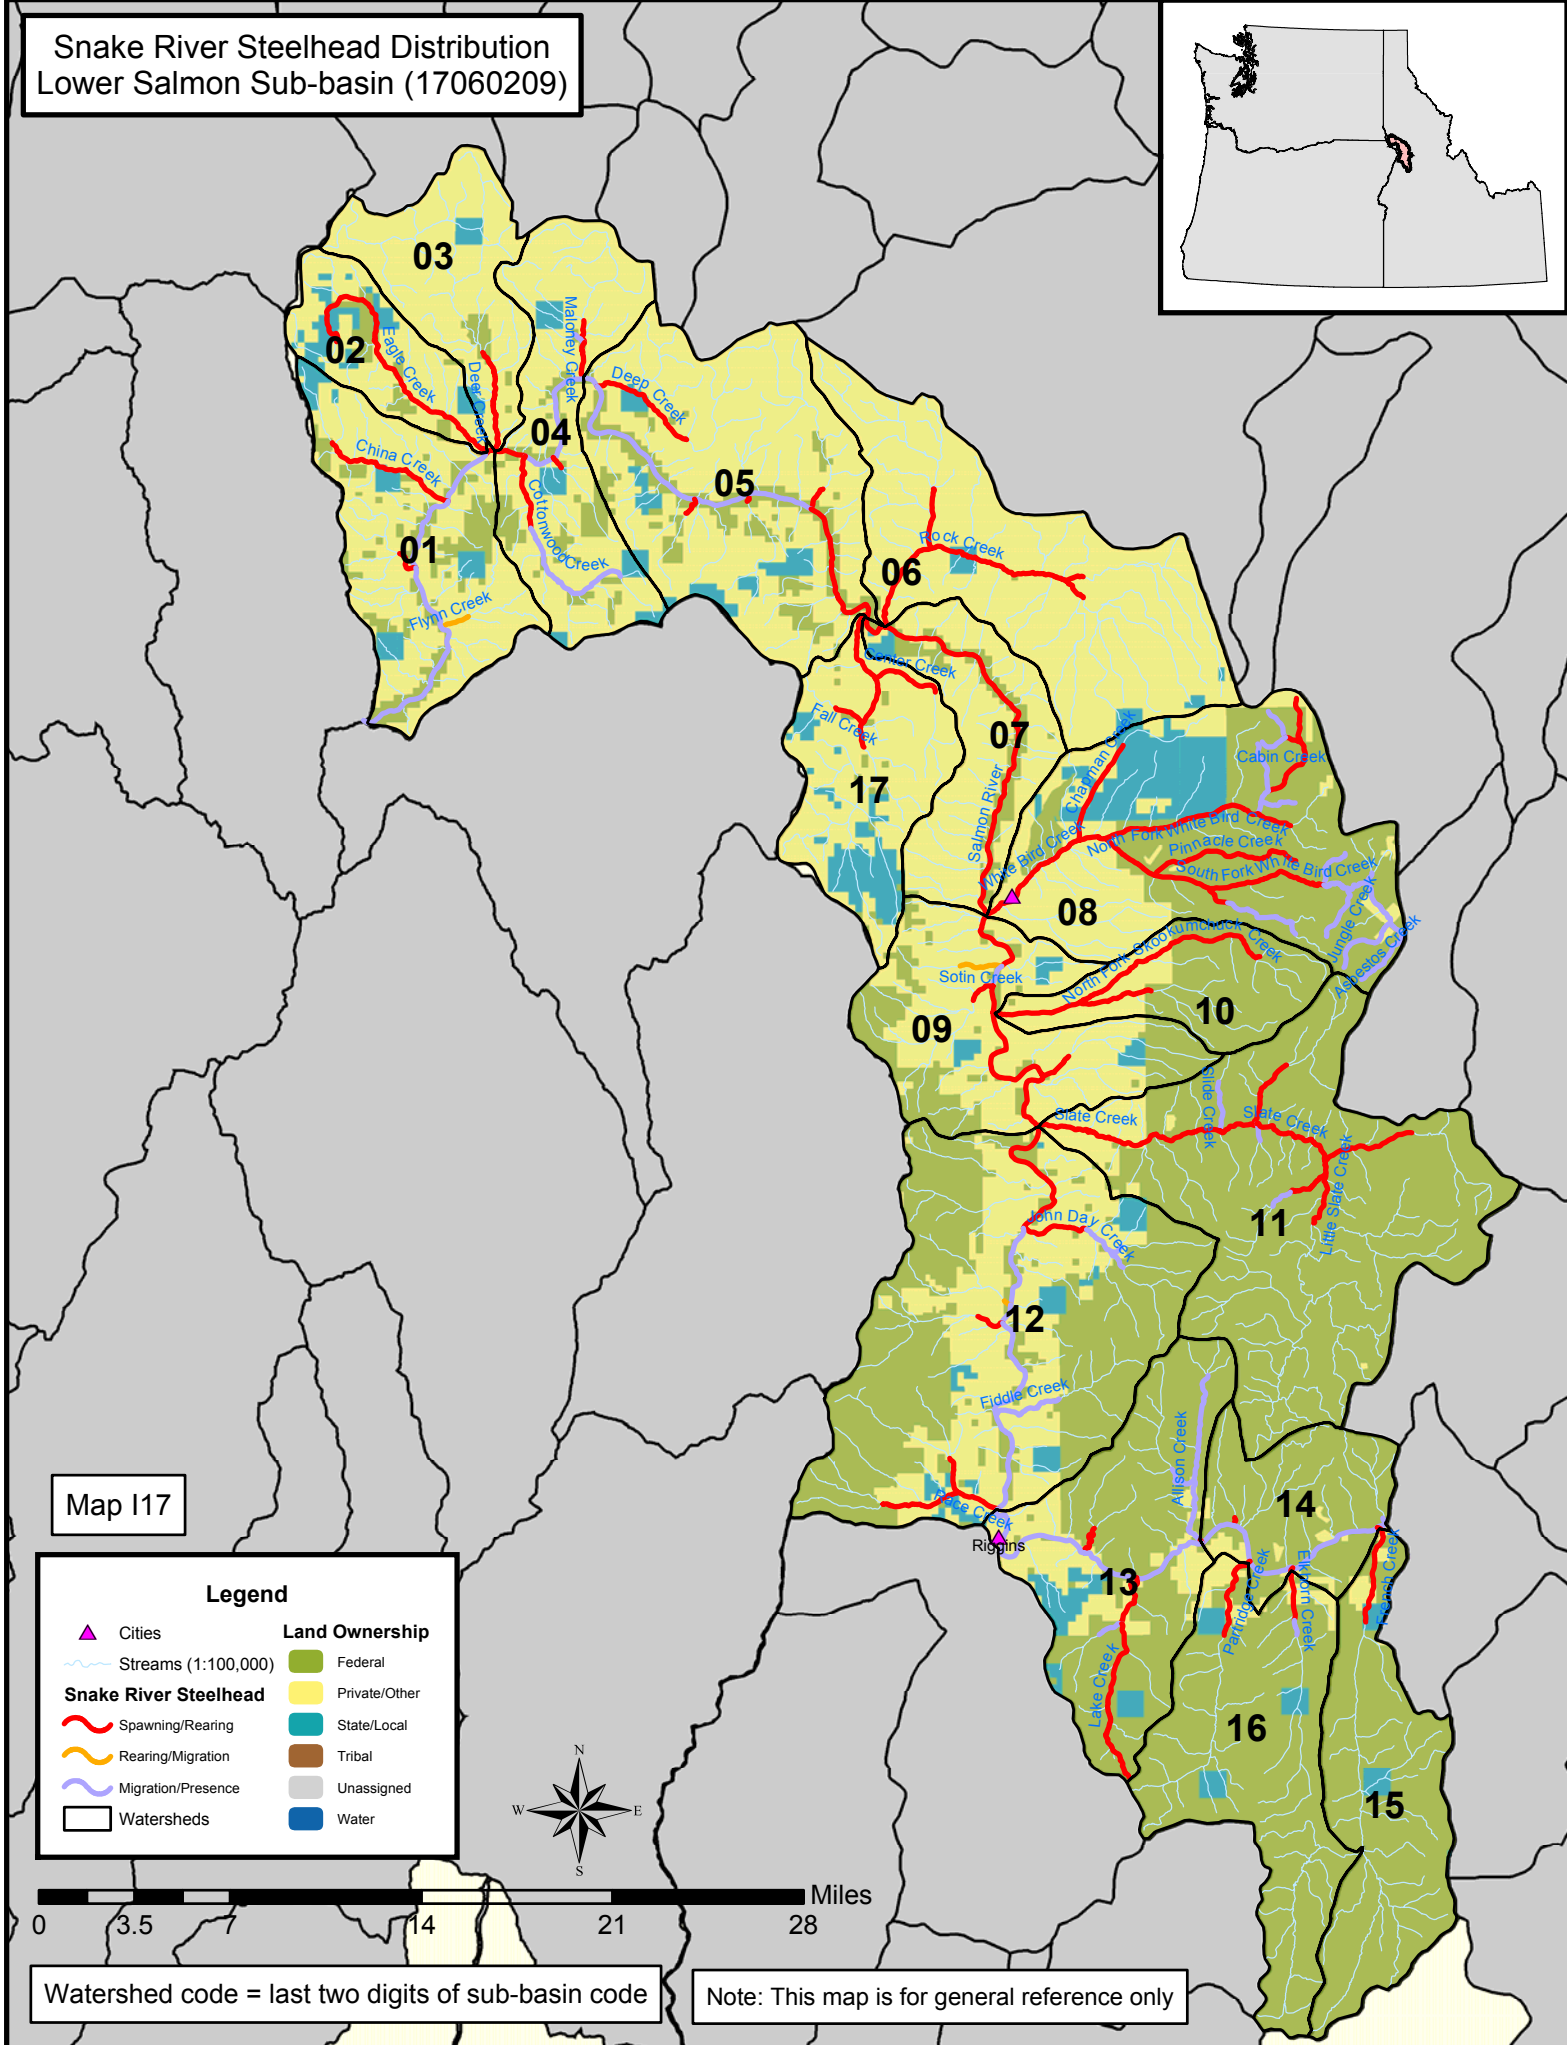 Snake River Steelhead Distribution
Lower Salmon Sub-basin (17060209)
03
02
Eagle Creek
Deer Creek
Maloney Creek
Deep Creek
04
China Creek
Cottonwood Creek
05
01
Flynn Creek
Rock Creek
06
Center Creek
Fall Creek
07
17
Salmon River
Chapman Creek
Cabin Creek
White Bird Creek
North Fork White Bird Creek
Pinnacle Creek
South Fork White Bird Creek
Jungle Creek
Asbestos Creek
08
North Fork Skookumchuck Creek
Sotin Creek
09
10
Slide Creek
Slate Creek
Slate Creek
Little Slate Creek
11
John Day Creek
12
Fiddle Creek
Allison Creek
Race Creek
Riggins
13
14
Partridge Creek
Elkhorn Creek
French Creek
Lake Creek
16
15
Map I17
Legend
Cities
Streams (1:100,000)
Snake River Steelhead
Spawning/Rearing
Rearing/Migration
Migration/Presence
Watersheds
Land Ownership
Federal
Private/Other
State/Local
Tribal
Unassigned
Water
N
W E
S
0 3.5 7 14 21 28 Miles
Watershed code = last two digits of sub-basin code
Note: This map is for general reference only